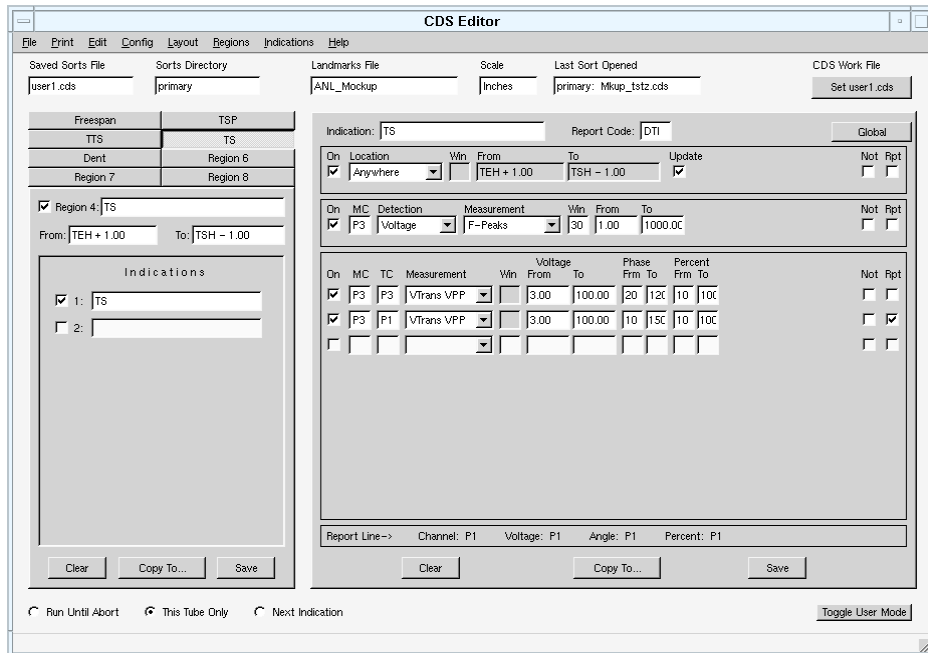 CDS Editor
File Print Edit Config Layout Regions Indications Help
Saved Sorts File Sorts Directory Landmarks File Scale Last Sort Opened CDS Work File
user1.cds primary ANL_Mockup Inches primary: Mkup_tstz.cds Set user1.cds
Freespan TSP
TTS TS
Dent Region 6
Region 7 Region 8
Region 4: TS
From: TEH + 1.00 To: TSH - 1.00
Indications
1: TS
2:
Clear Copy To... Save
Indication: TS Report Code: DTI Global
On Location Win From To Update Not Rpt
Anywhere TEH + 1.00 TSH - 1.00
On MC Detection Measurement Win From To Not Rpt
P3 Voltage F-Peaks 30 1.00 1000.00
Voltage Phase Percent
On MC TC Measurement Win From To Frm To Frm To Not Rpt
P3 P3 VTrans VPP 3.00 100.00 20 120 10 100
P3 P1 VTrans VPP 3.00 100.00 10 150 10 100
Report Line-> Channel: P1 Voltage: P1 Angle: P1 Percent: P1
Clear Copy To... Save
Run Until Abort This Tube Only Next Indication Toggle User Mode